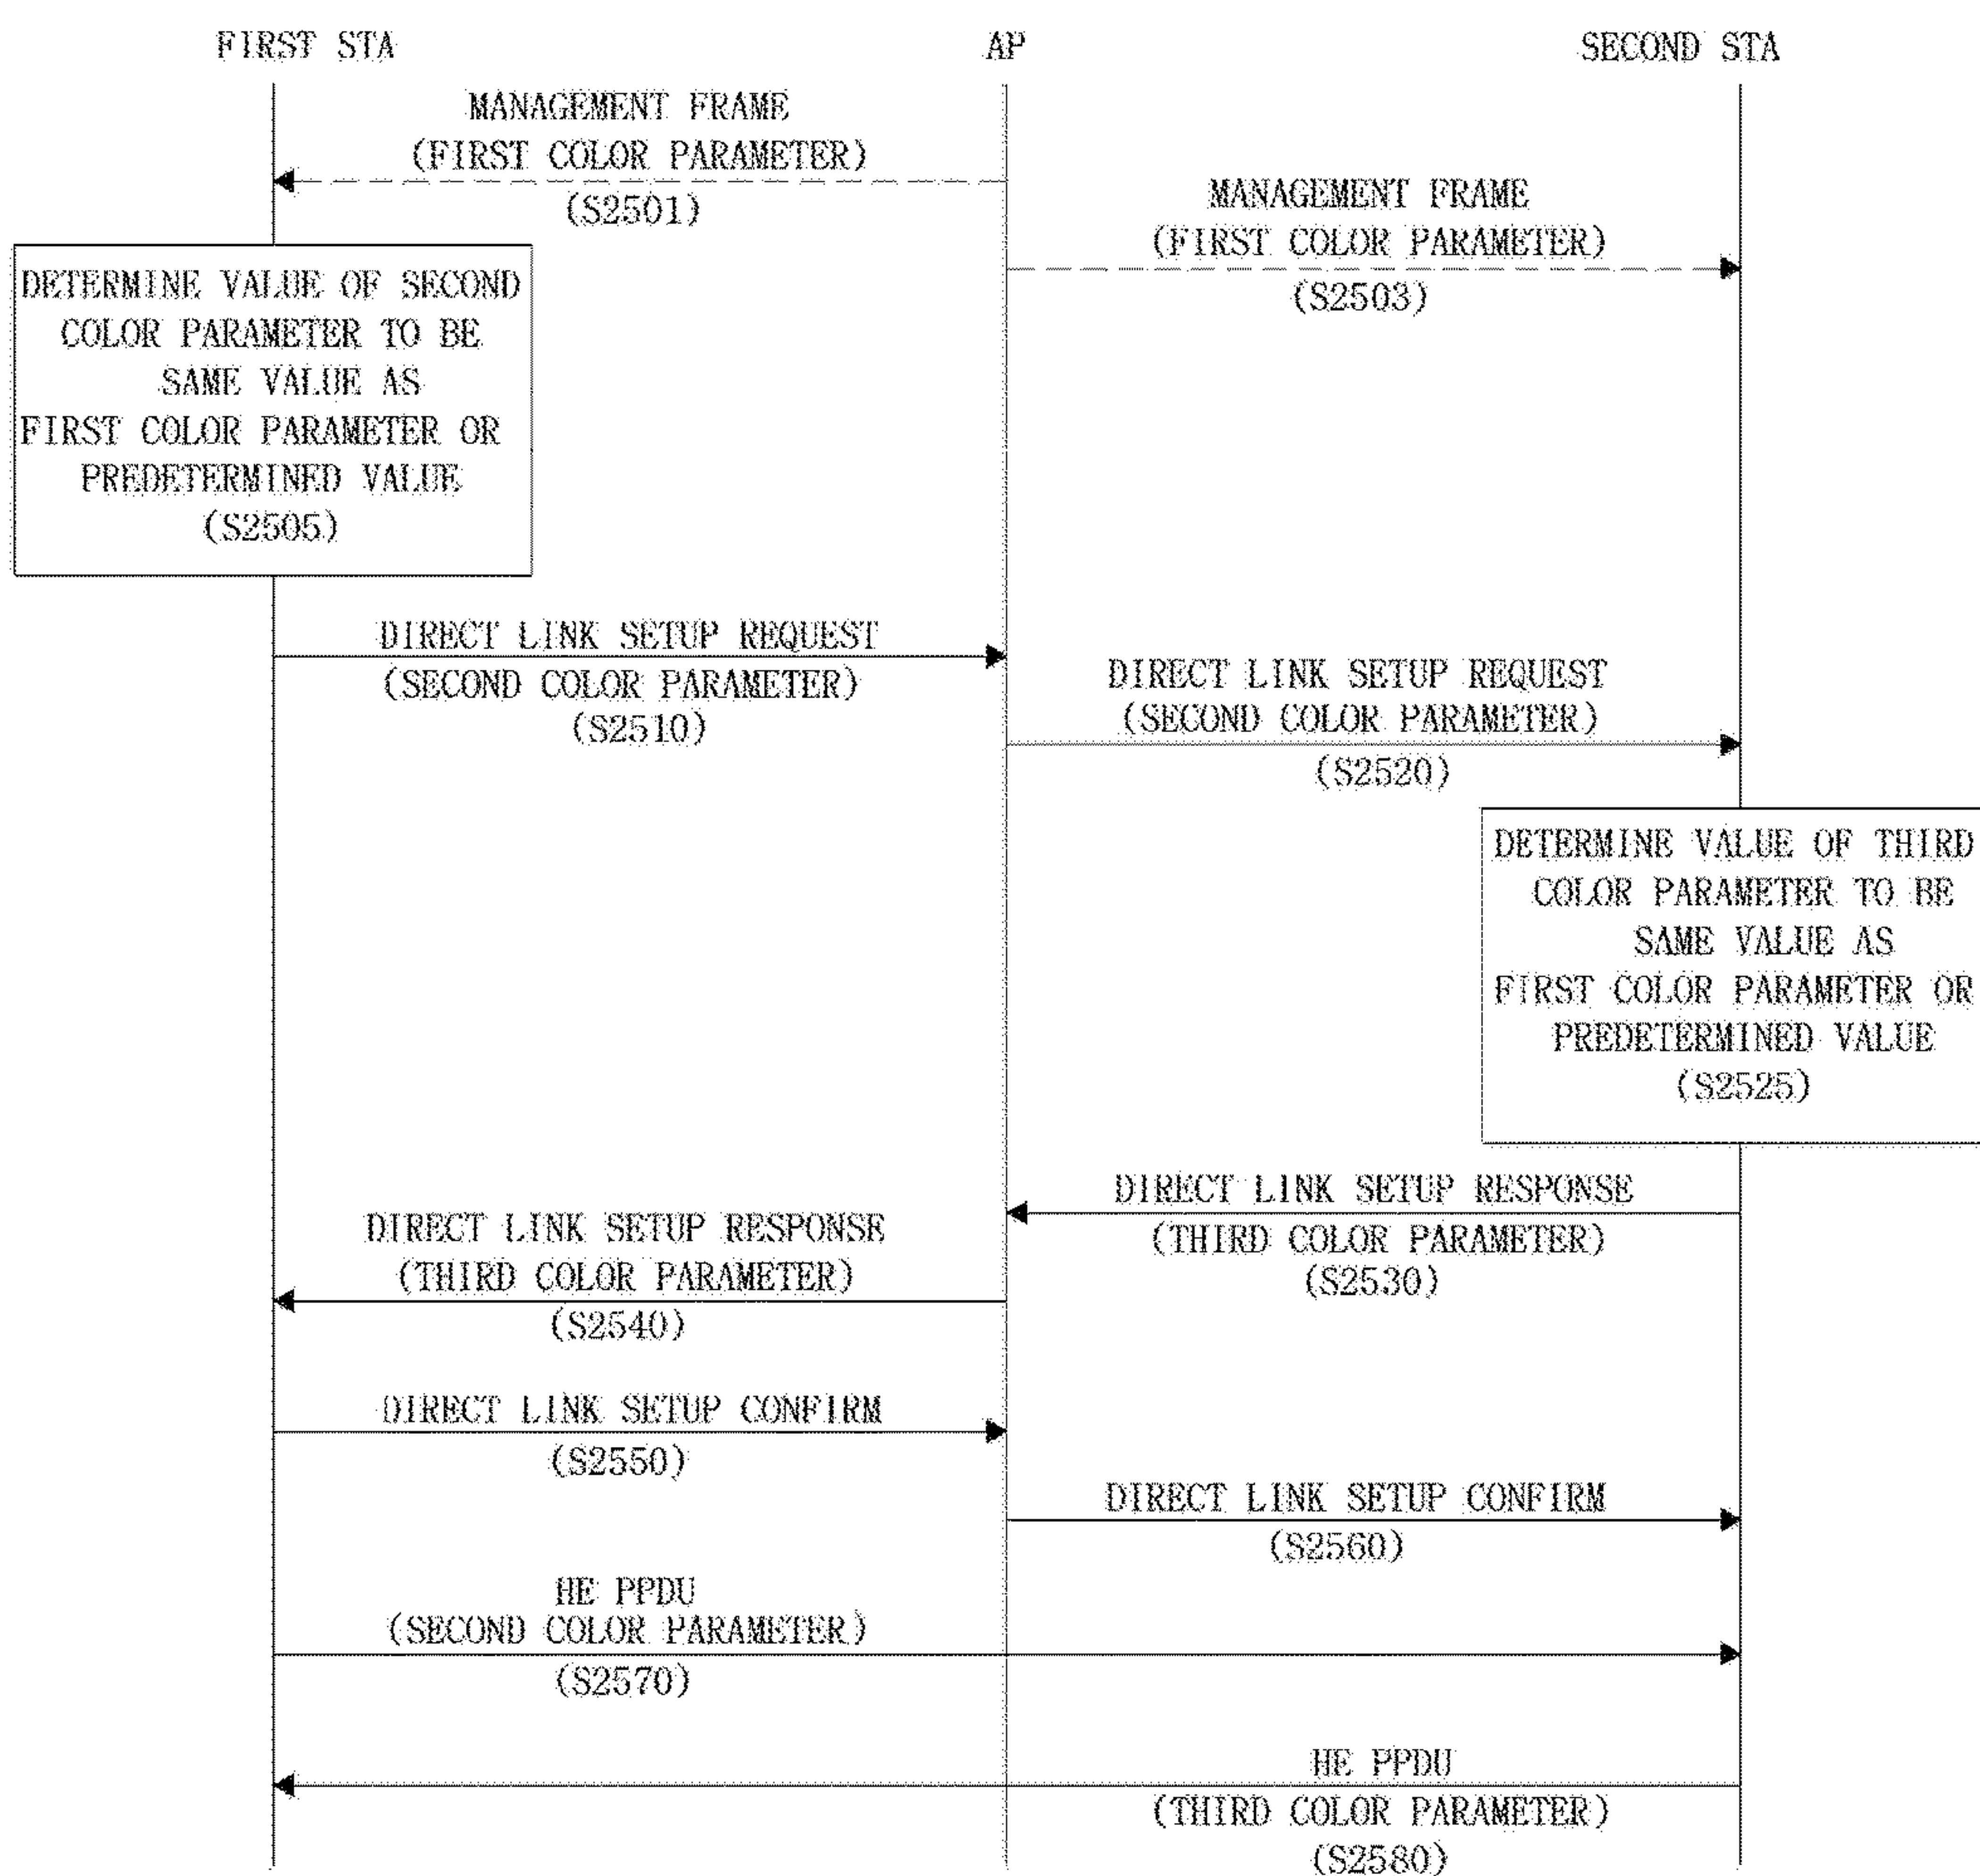 FIRST STA
AP
SECOND STA
MANAGEMENT FRAME
(FIRST COLOR PARAMETER)
(S2501)
MANAGEMENT FRAME
(FIRST COLOR PARAMETER)
(S2503)
DETERMINE VALUE OF SECOND
COLOR PARAMETER TO BE
SAME VALUE AS
FIRST COLOR PARAMETER OR
PREDETERMINED VALUE
(S2505)
DIRECT LINK SETUP REQUEST
(SECOND COLOR PARAMETER)
(S2510)
DIRECT LINK SETUP REQUEST
(SECOND COLOR PARAMETER)
(S2520)
DETERMINE VALUE OF THIRD
COLOR PARAMETER TO BE
SAME VALUE AS
FIRST COLOR PARAMETER OR
PREDETERMINED VALUE
(S2525)
DIRECT LINK SETUP RESPONSE
(THIRD COLOR PARAMETER)
(S2530)
DIRECT LINK SETUP RESPONSE
(THIRD COLOR PARAMETER)
(S2540)
DIRECT LINK SETUP CONFIRM
(S2550)
DIRECT LINK SETUP CONFIRM
(S2560)
HE PPDU
(SECOND COLOR PARAMETER)
(S2570)
HE PPDU
(THIRD COLOR PARAMETER)
(S2580)